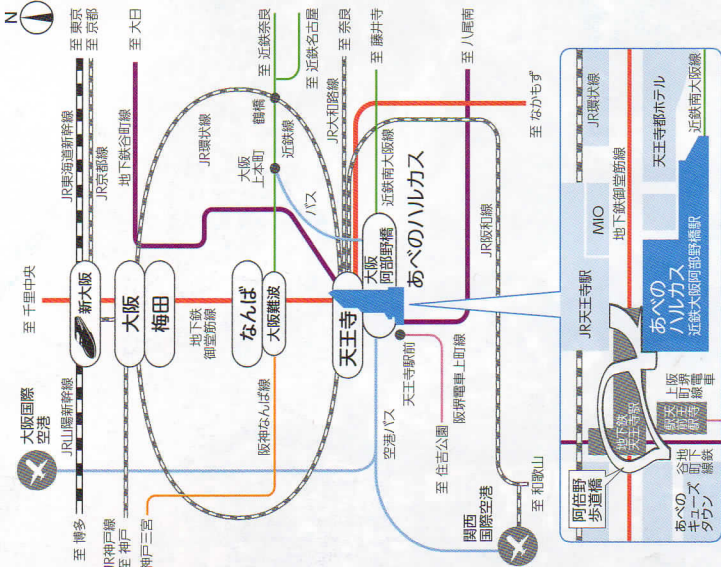 N
至 東京
至 京都
至 大日
至 近鉄奈良
至 近鉄名古屋
至 奈良
至 藤井寺
至 八尾南
至 なかもず
JR東海道新幹線
JR京都線
地下鉄谷町線
JR環状線
鶴橋
近鉄線
大阪
上本町
バス
JR大和路線
近鉄南大阪線
JR阪和線
至 千里中央
新大阪
大阪
梅田
地下鉄
御堂筋線
なんば
大阪難波
天王寺
大阪
阿部野橋
あべのハルカス
天王寺駅前
阪堺電車上町線
大阪国際
空港
JR山陽新幹線
至 博多
JR神戸線
至 神戸
神戸三宮
阪神なんば線
空港バス
至 住吉公園
関西
国際空港
至 和歌山
JR環状線
天王寺都ホテル
近鉄南大阪線
MIO
地下鉄御堂筋線
JR天王寺駅
あべの
ハルカス
近鉄大阪阿部野橋駅
地下鉄
天王寺駅
阪堺電車
上町線
天王寺
駅前駅
阿倍野
歩道橋
地下鉄
谷町線
あべの
キューズ
タウン